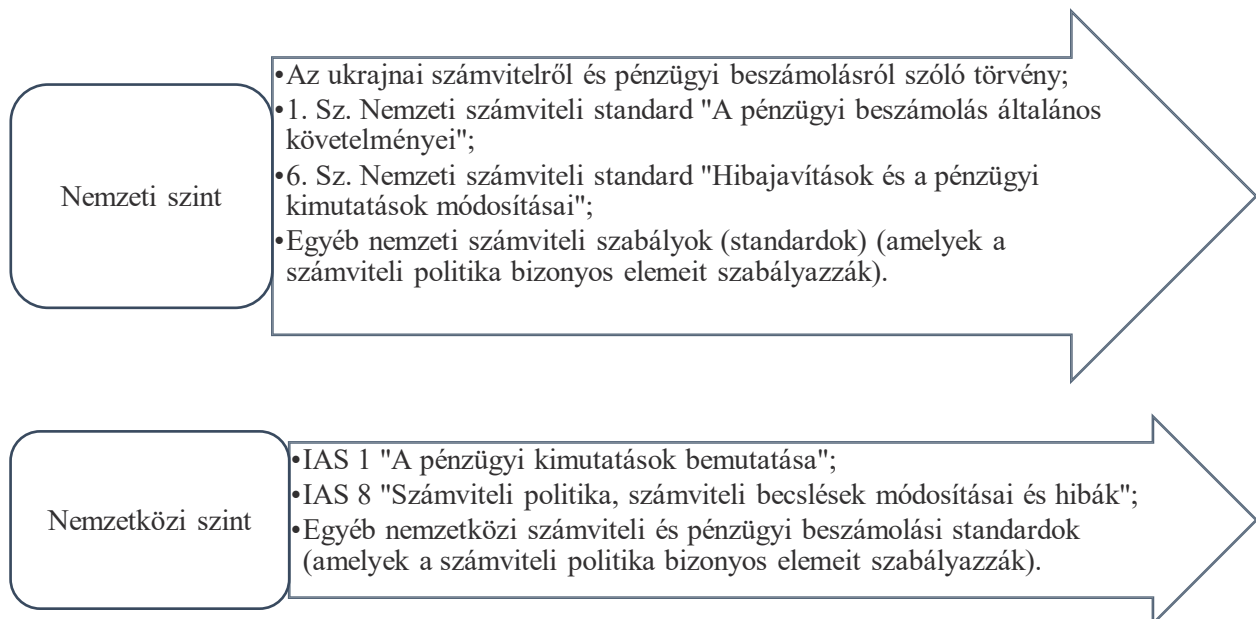 Nemzeti szint
•Az ukrajnai számvitelről és pénzügyi beszámolásról szóló törvény;
•1. Sz. Nemzeti számviteli standard "A pénzügyi beszámolás általános
követelményei";
•6. Sz. Nemzeti számviteli standard "Hibajavítások és a pénzügyi
kimutatások módosításai";
•Egyéb nemzeti számviteli szabályok (standardok) (amelyek a
számviteli politika bizonyos elemeit szabályazzák).
Nemzetközi szint
•IAS 1 "A pénzügyi kimutatások bemutatása";
•IAS 8 "Számviteli politika, számviteli becslések módosításai és hibák";
•Egyéb nemzetközi számviteli és pénzügyi beszámolási standardok
(amelyek a számviteli politika bizonyos elemeit szabályazzák).